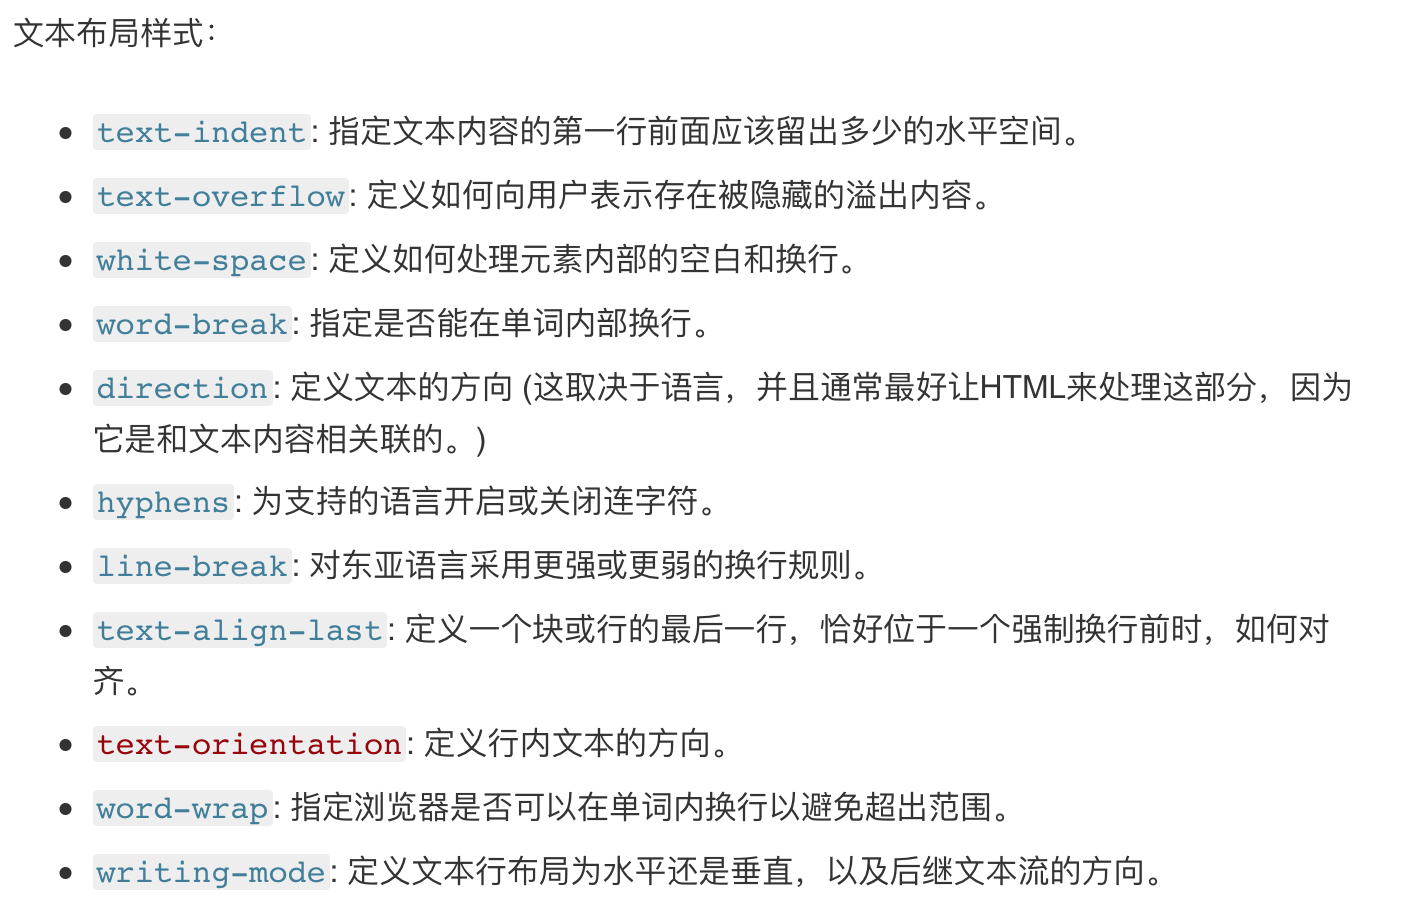 文本布局样式：
• text-indent: 指定文本内容的第一行前面应该留出多少的水平空间。
• text-overflow: 定义如何向用户表示存在被隐藏的溢出内容。
• white-space: 定义如何处理元素内部的空白和换行。
• word-break: 指定是否能在单词内部换行。
• direction: 定义文本的方向 (这取决于语言，并且通常最好让HTML来处理这部分，因为
它是和文本内容相关联的。)
• hyphens: 为支持的语言开启或关闭连字符。
• line-break: 对东亚语言采用更强或更弱的换行规则。
• text-align-last: 定义一个块或行的最后一行，恰好位于一个强制换行前时，如何对
齐。
• text-orientation: 定义行内文本的方向。
• word-wrap: 指定浏览器是否可以在单词内换行以避免超出范围。
• writing-mode: 定义文本行布局为水平还是垂直，以及后继文本流的方向。